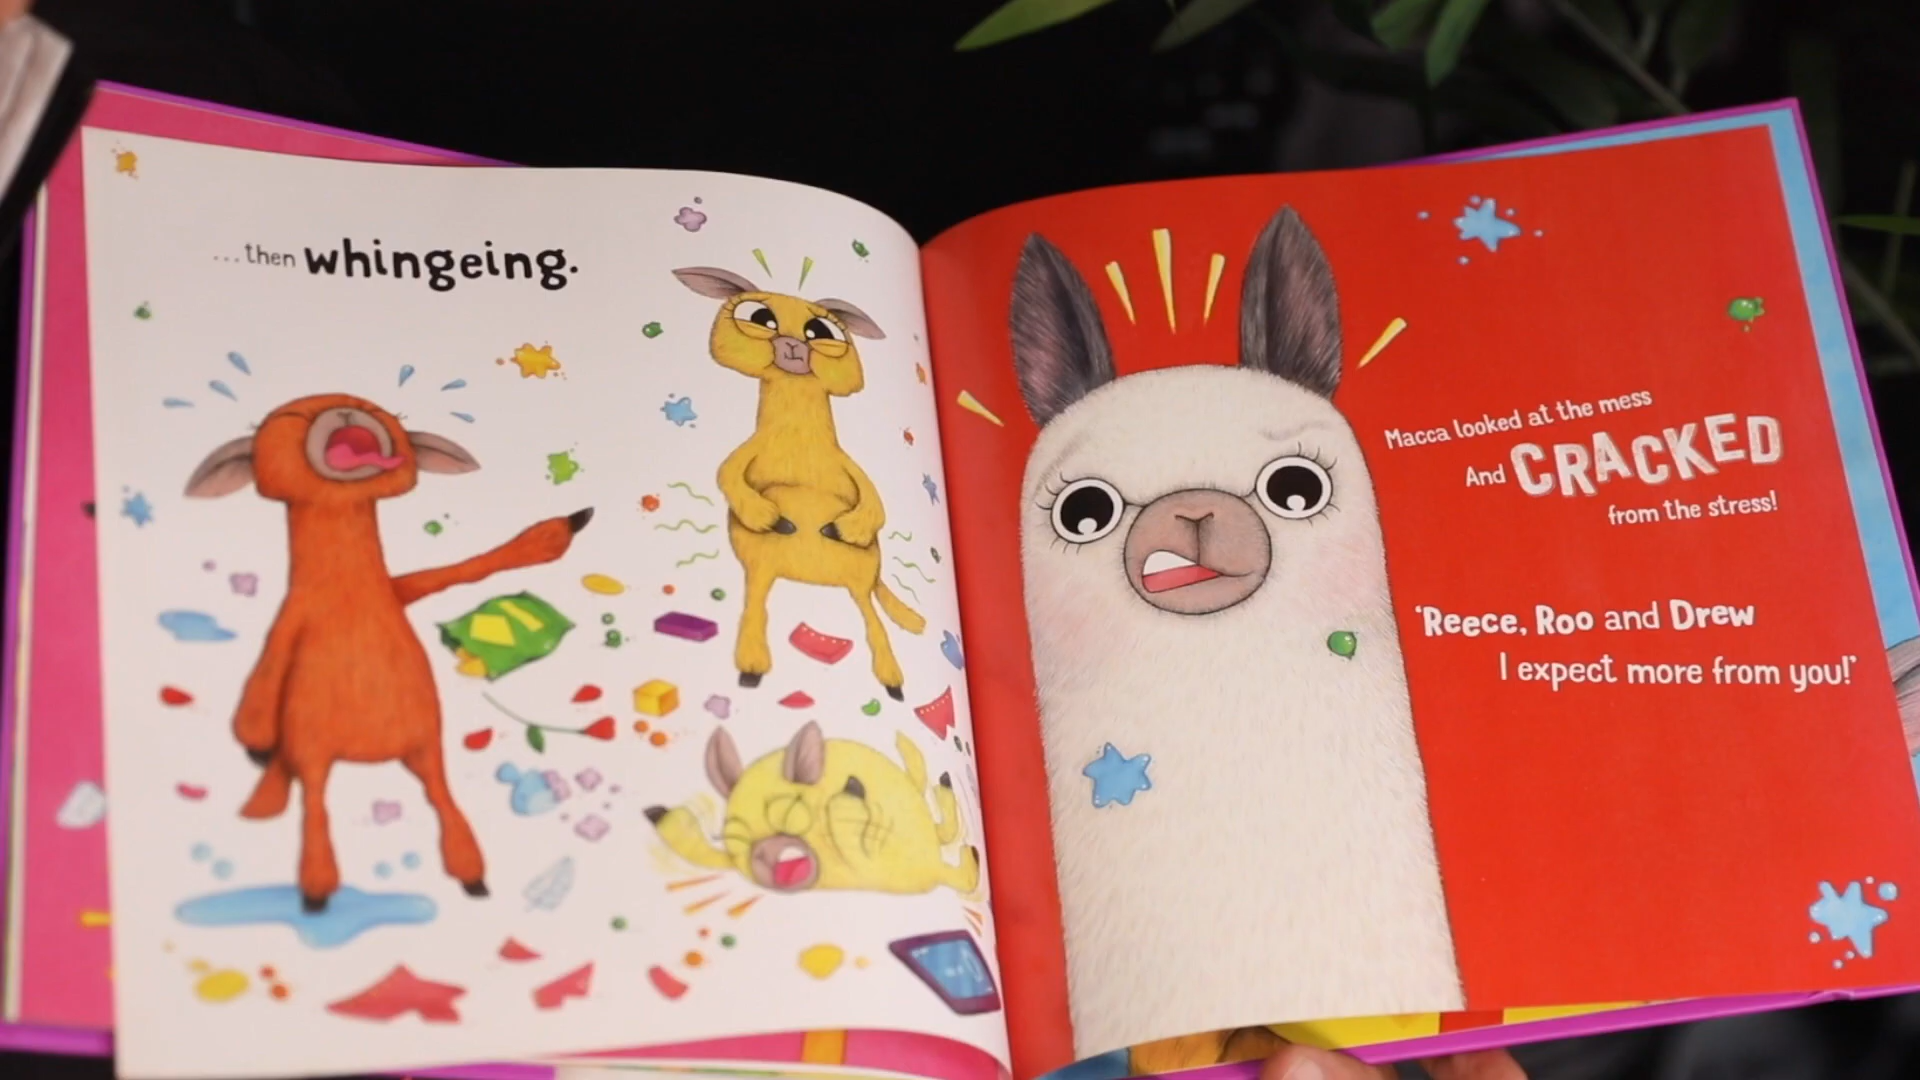 ...then whingeing.
Macca looked at the mess
And CRACKED
from the stress!
'Reece, Roo and Drew
I expect more from you!'